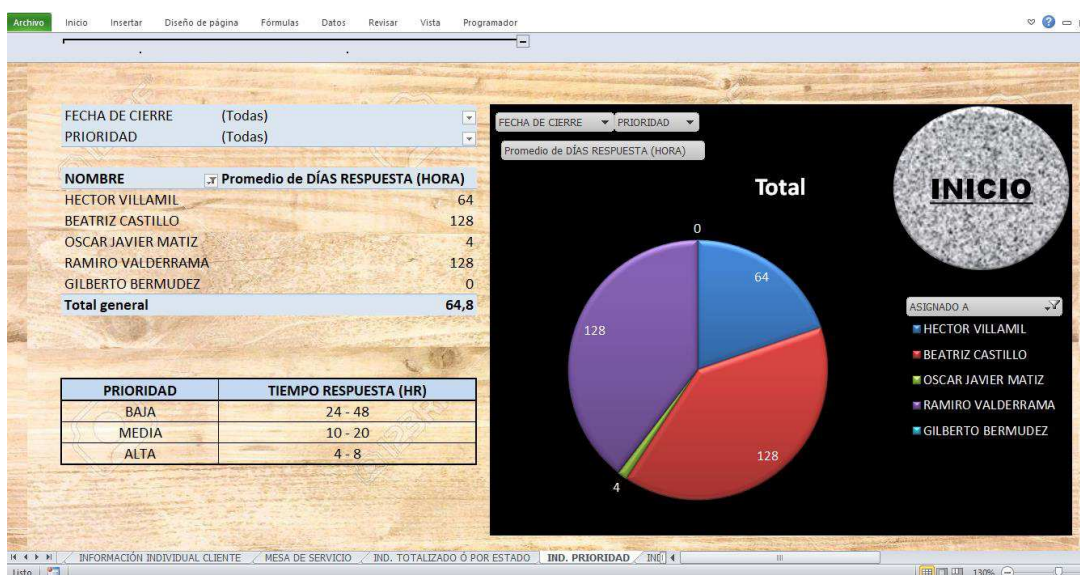 Archivo Inicio Insertar Diseño de página Fórmulas Datos Revisar Vista Programador
FECHA DE CIERRE (Todas)
PRIORIDAD (Todas)
NOMBRE Promedio de DÍAS RESPUESTA (HORA)
HECTOR VILLAMIL 64
BEATRIZ CASTILLO 128
OSCAR JAVIER MATIZ 4
RAMIRO VALDERRAMA 128
GILBERTO BERMUDEZ 0
Total general 64,8
PRIORIDAD TIEMPO RESPUESTA (HR)
BAJA 24 - 48
MEDIA 10 - 20
ALTA 4 - 8
FECHA DE CIERRE PRIORIDAD
Promedio de DÍAS RESPUESTA (HORA)
Total
0
64
128
128
4
INICIO
ASIGNADO A
HECTOR VILLAMIL
BEATRIZ CASTILLO
OSCAR JAVIER MATIZ
RAMIRO VALDERRAMA
GILBERTO BERMUDEZ
INFORMACIÓN INDIVIDUAL CLIENTE MESA DE SERVICIO IND. TOTALIZADO Ó POR ESTADO IND. PRIORIDAD
Listo 130%